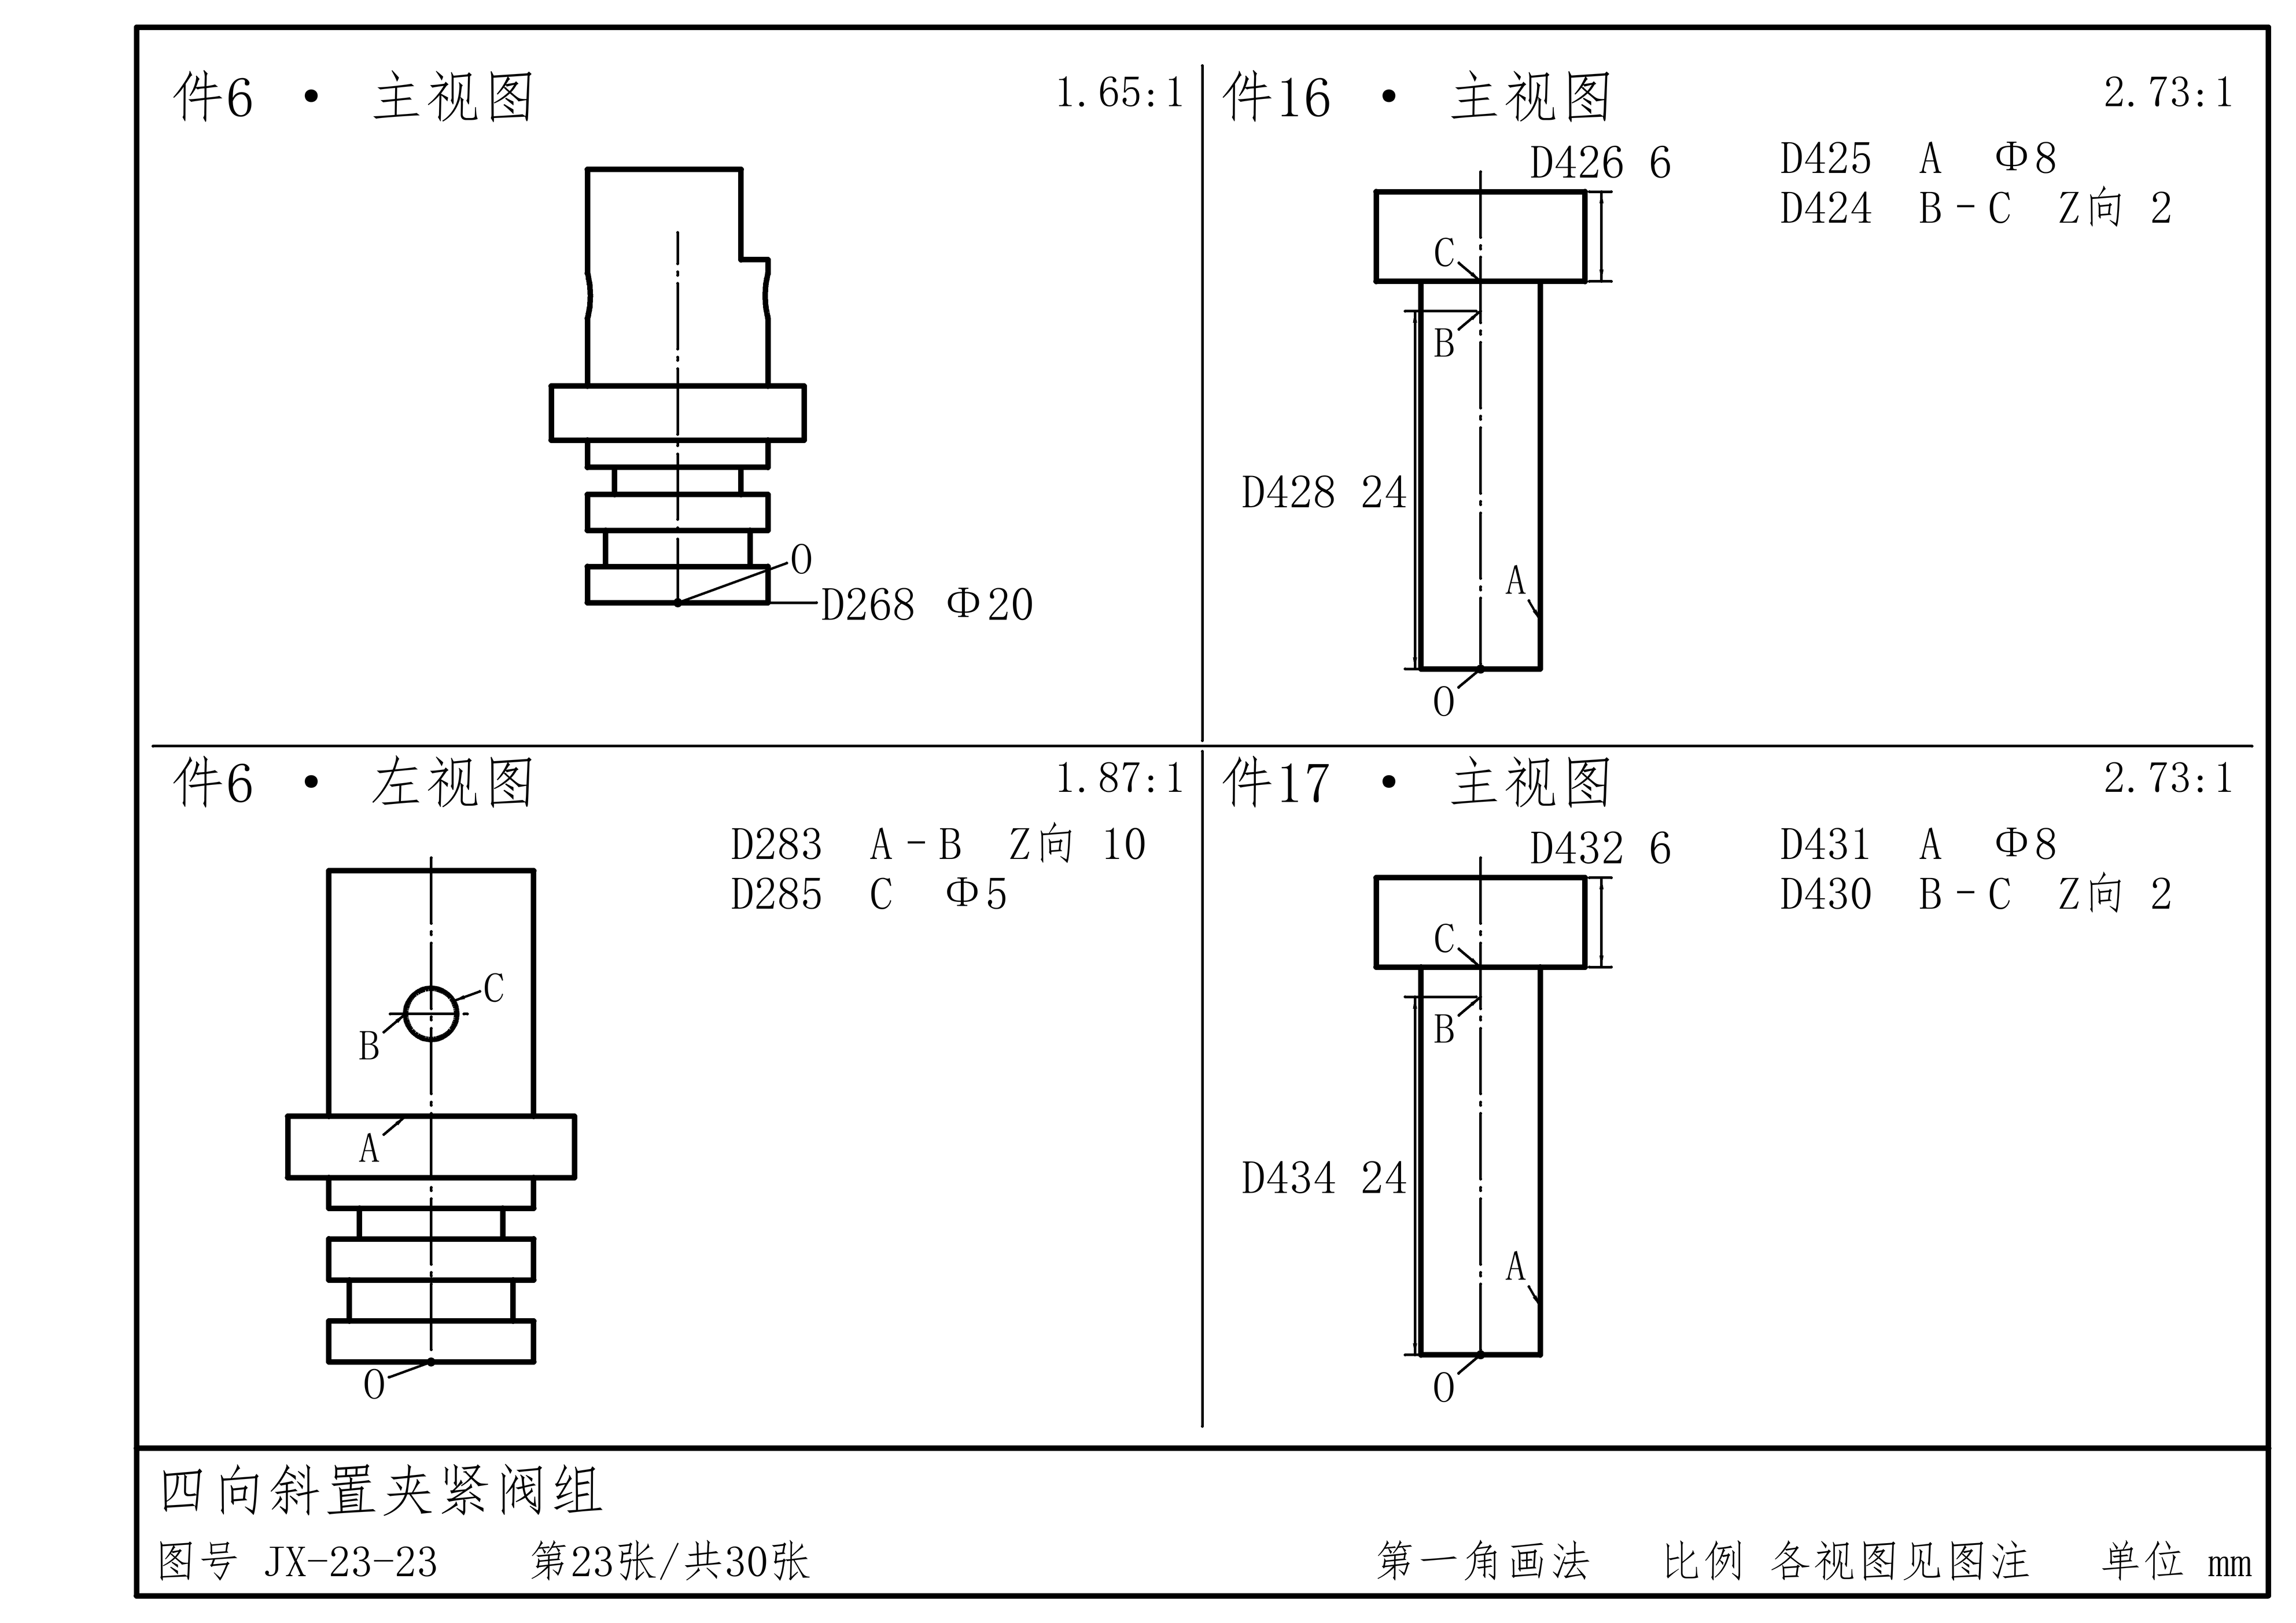 件6 • 主视图 1.65:1
O
D268 Φ20
件16 • 主视图 2.73:1
D426 6
D425 A Φ8
D424 B-C Z向 2
C
B
D428 24
A
O
件6 • 左视图 1.87:1
D283 A-B Z向 10
D285 C Φ5
C
B
A
O
件17 • 主视图 2.73:1
D432 6
D431 A Φ8
D430 B-C Z向 2
C
B
D434 24
A
O
四向斜置夹紧阀组
图号 JX-23-23 第23张/共30张 第一角画法 比例 各视图见图注 单位 mm